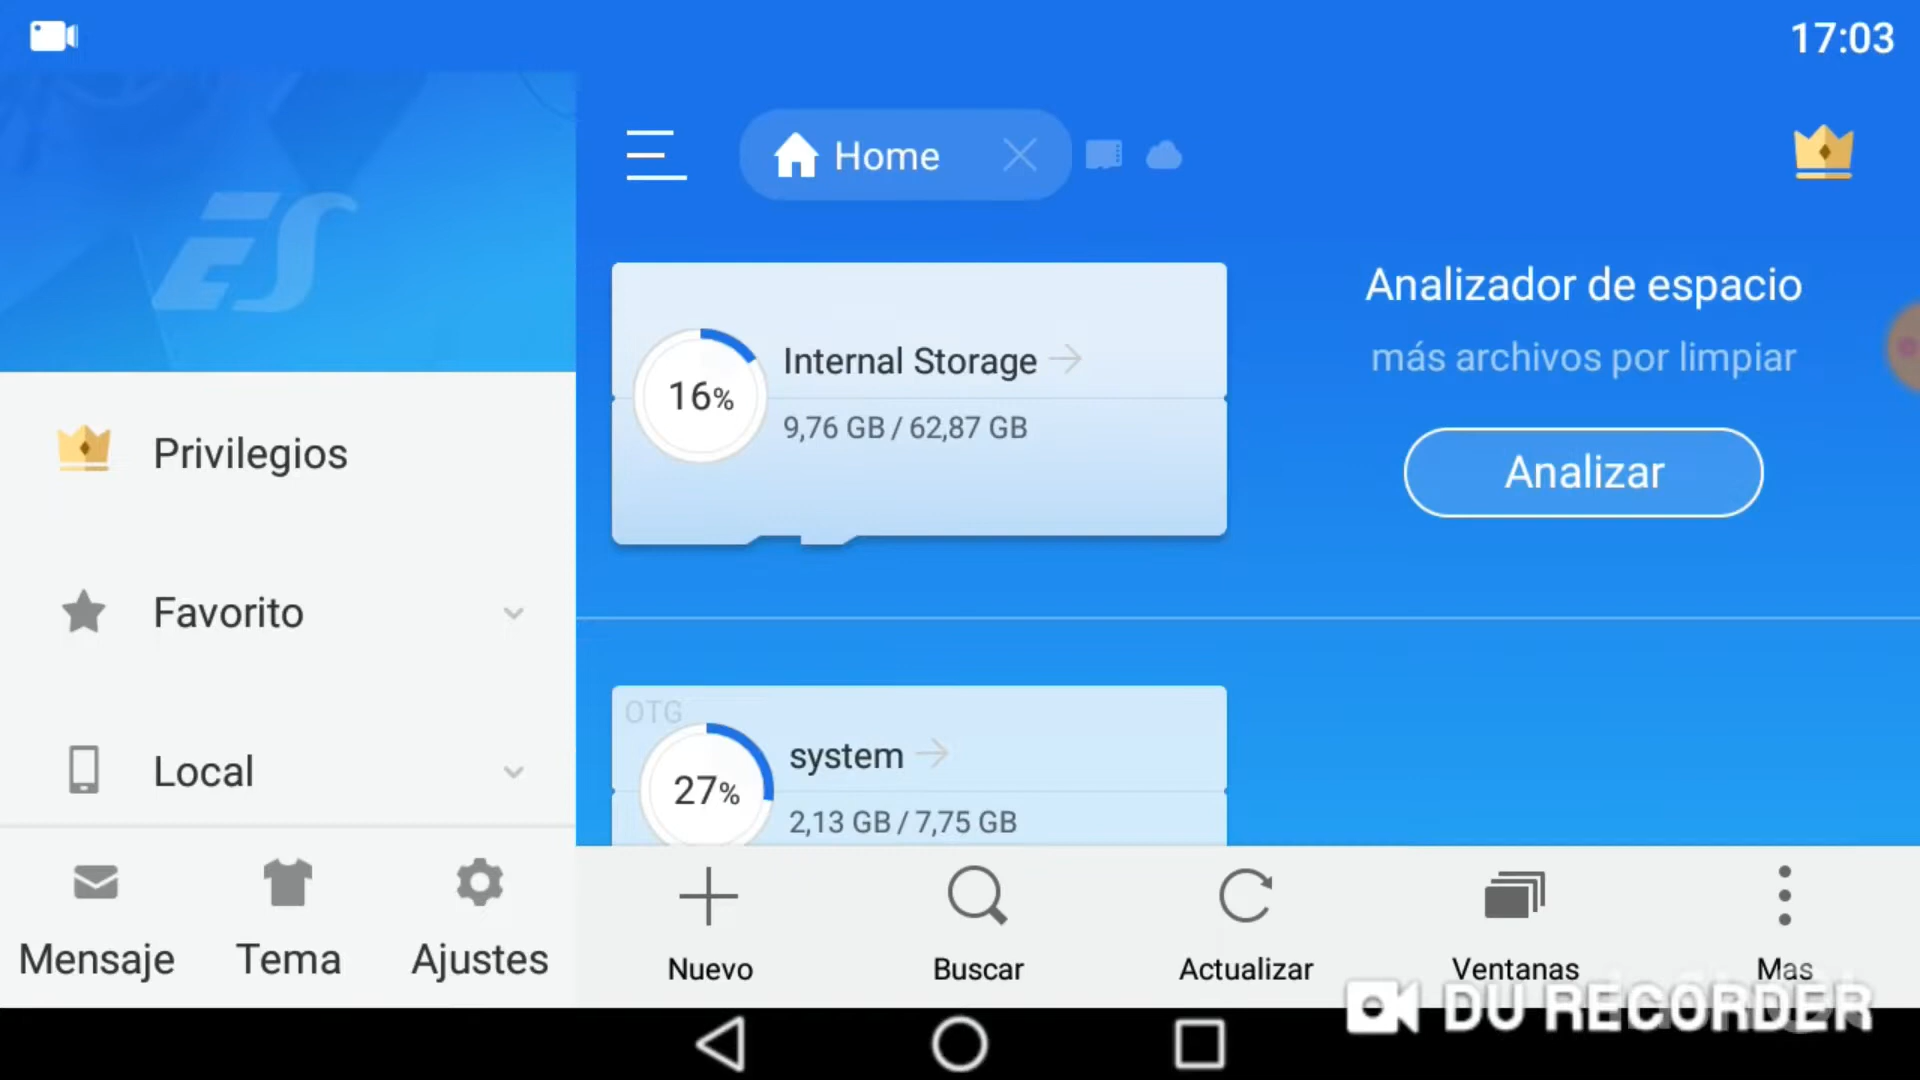 17:03
ES
Home
Privilegios
Favorito
Local
Mensaje
Tema
Ajustes
16%
Internal Storage
9,76 GB / 62,87 GB
Analizador de espacio
más archivos por limpiar
Analizar
OTG
27%
system
2,13 GB / 7,75 GB
Nuevo
Buscar
Actualizar
Ventanas
Mas
DU RECORDER